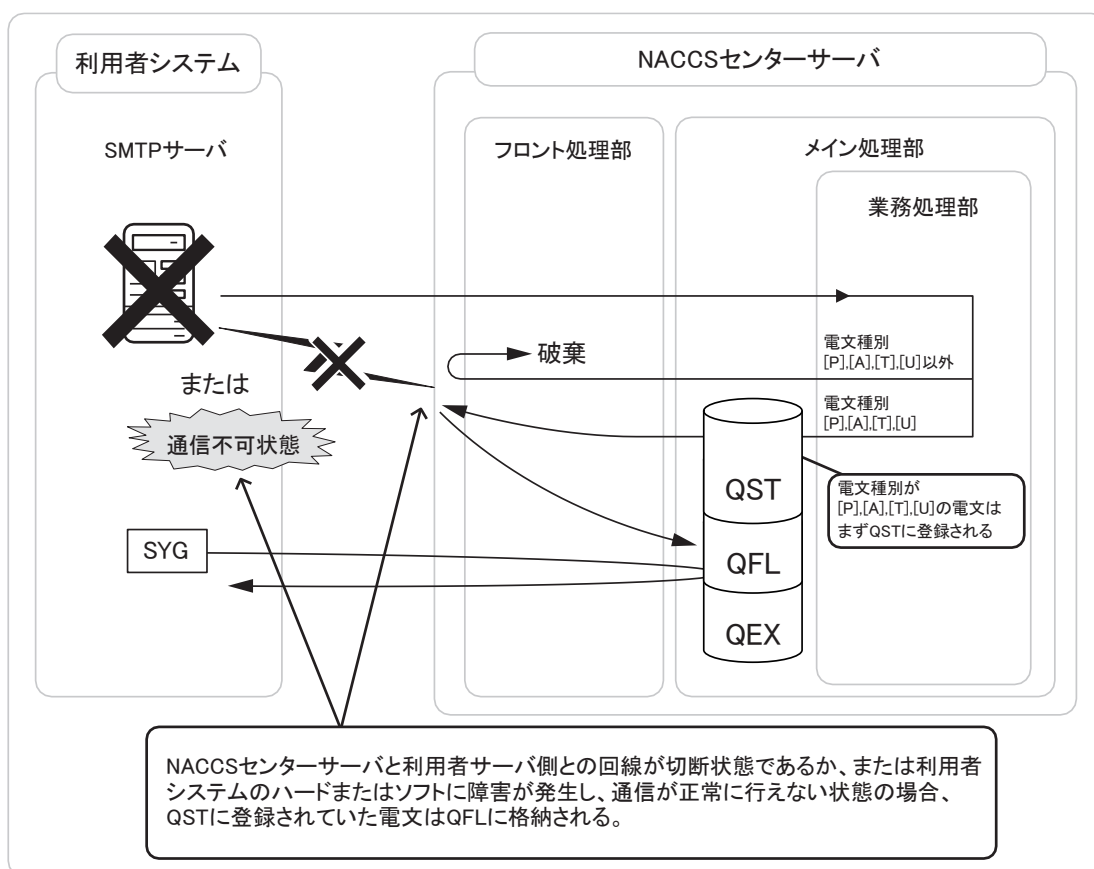 利用者システム
NACCSセンターサーバ
SMTPサーバ
フロント処理部
メイン処理部
業務処理部
破棄
電文種別
[P],[A],[T],[U]以外
または
電文種別
[P],[A],[T],[U]
通信不可状態
QST
電文種別が
[P],[A],[T],[U]の電文は
まずQSTに登録される
SYG
QFL
QEX
NACCSセンターサーバと利用者サーバ側との回線が切断状態であるか、または利用者
システムのハードまたはソフトに障害が発生し、通信が正常に行えない状態の場合、
QSTに登録されていた電文はQFLに格納される。